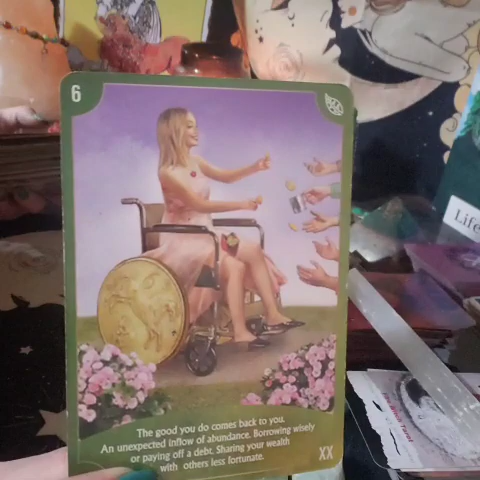 6
The good you do comes back to you.
An unexpected inflow of abundance. Borrowing wisely
or paying off a debt. Sharing your wealth
with others less fortunate.
XX
Life
Tarot